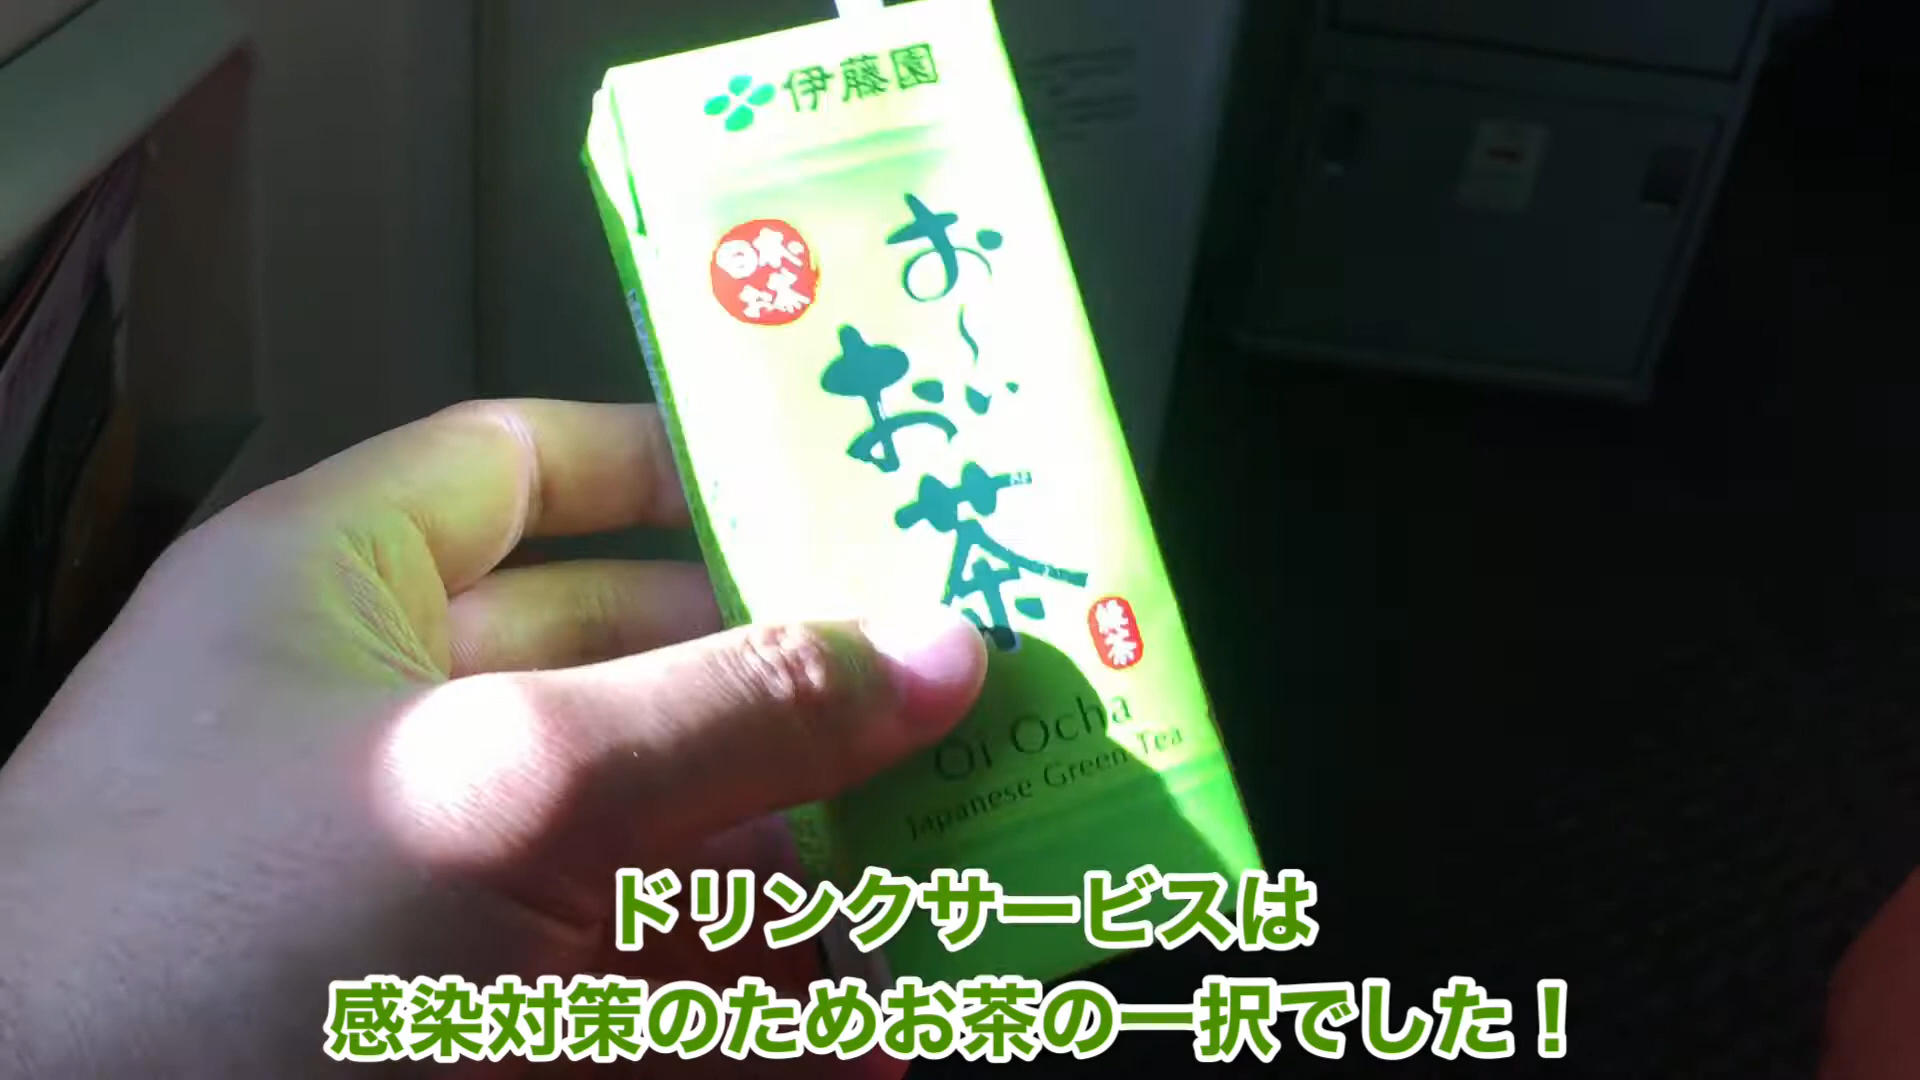 伊藤園
お〜い
お茶
日本の
お茶
緑茶
Oi Ocha
Japanese Green Tea
ドリンクサービスは
感染対策のためお茶の一択でした！